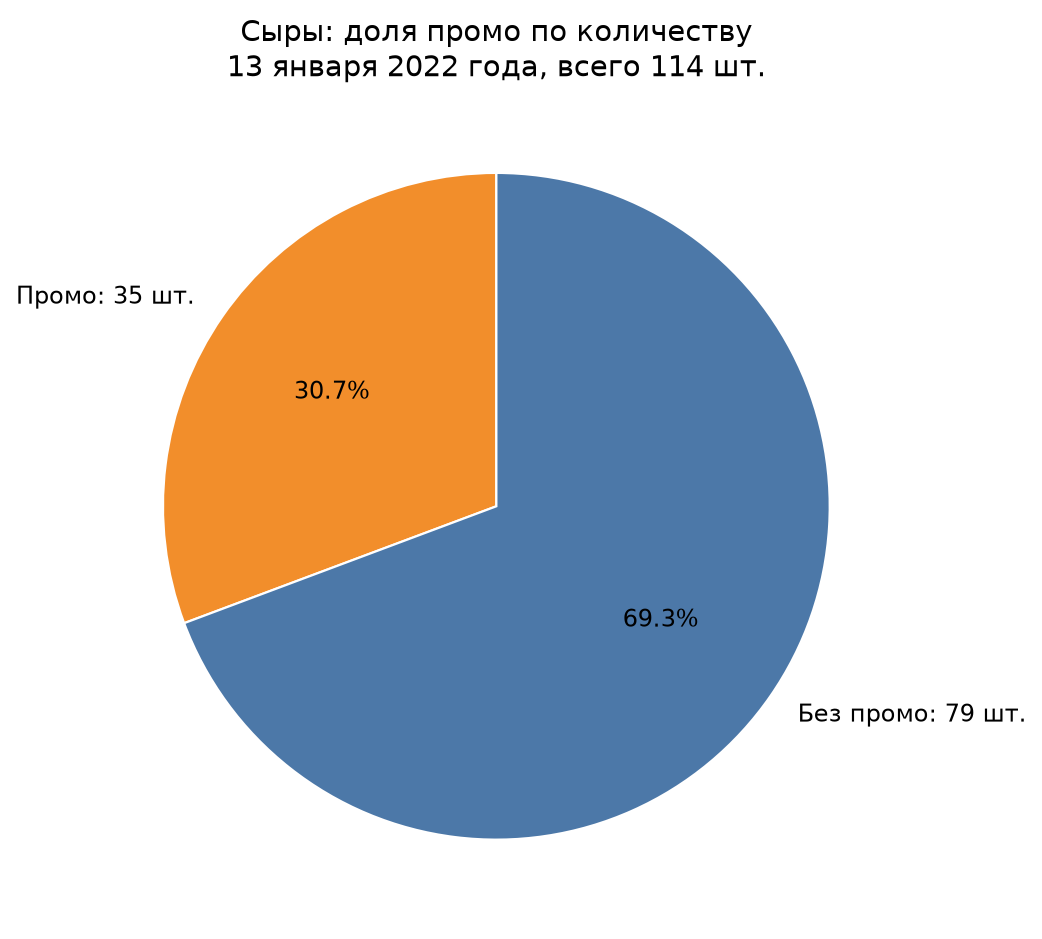 Сыры: доля промо по количеству
13 января 2022 года, всего 114 шт.
Промо: 35 шт.
30.7%
69.3%
Без промо: 79 шт.